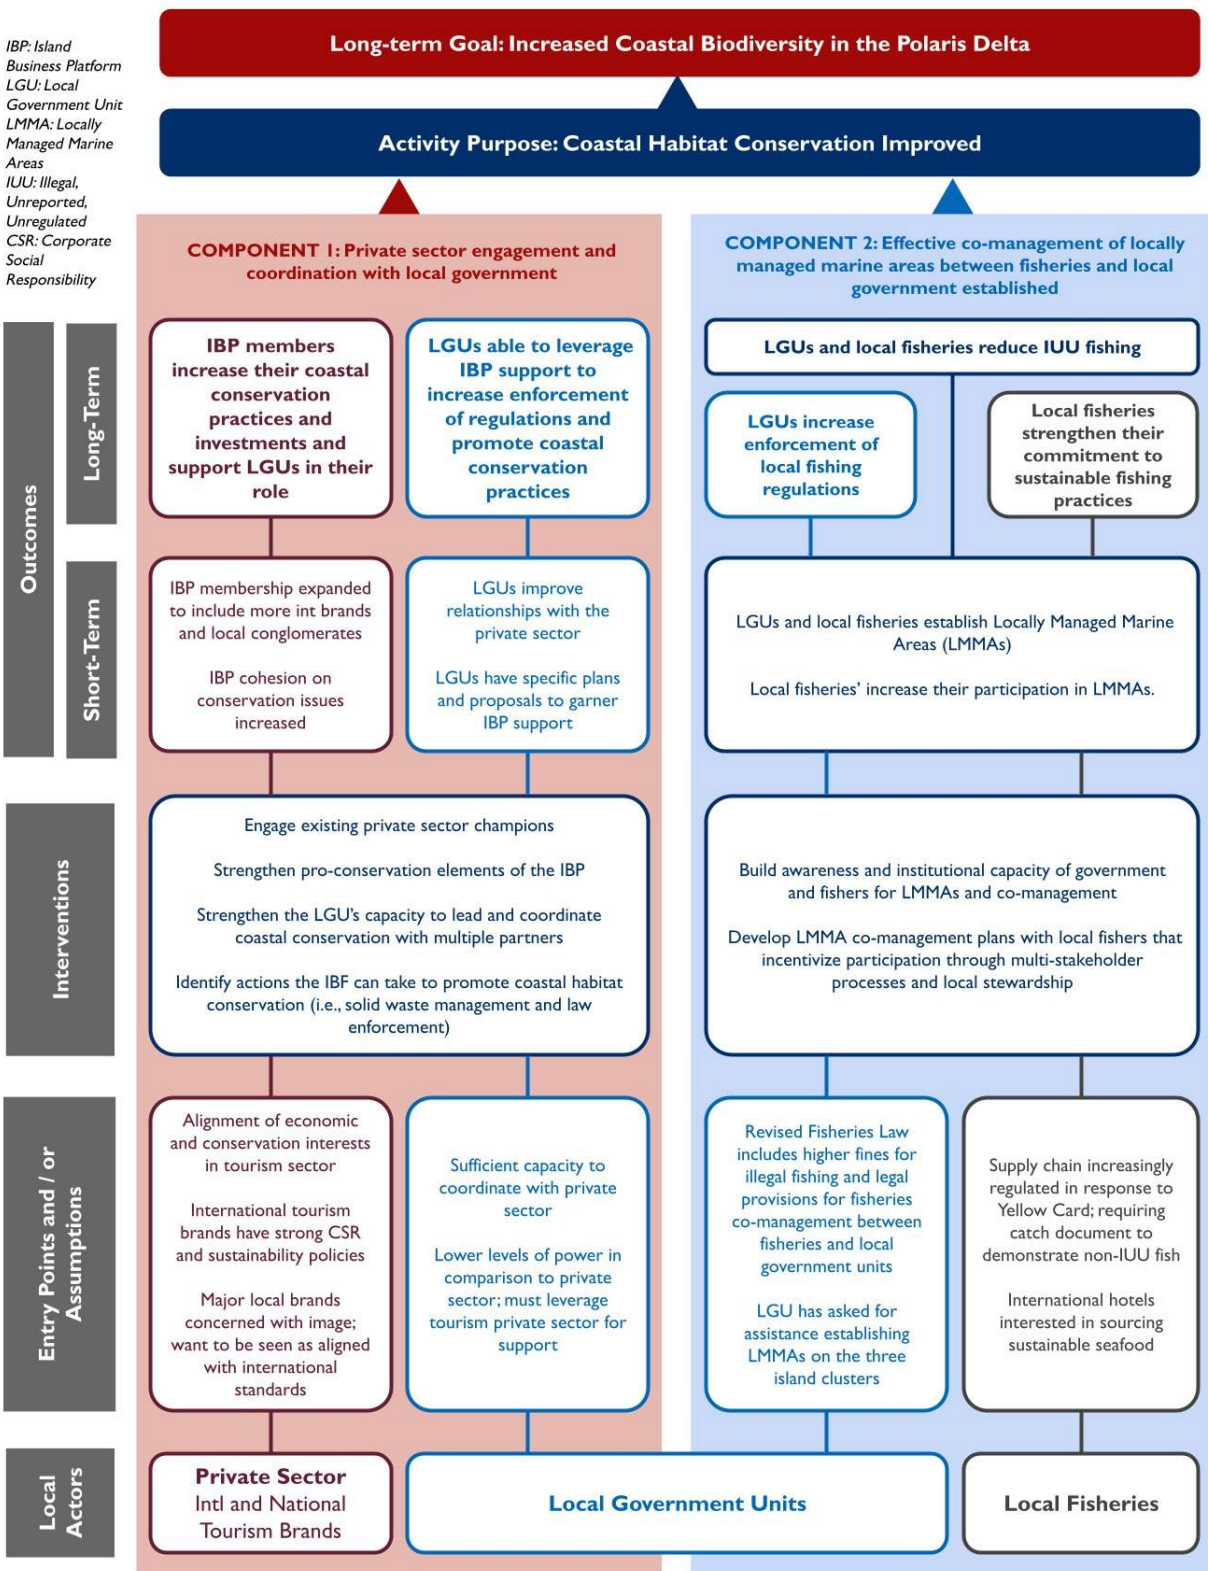 IBP: Island
Business Platform
LGU: Local
Government Unit
LMMA: Locally
Managed Marine
Areas
IUU: Illegal,
Unreported,
Unregulated
CSR: Corporate
Social
Responsibility
Long-term Goal: Increased Coastal Biodiversity in the Polaris Delta
Activity Purpose: Coastal Habitat Conservation Improved
COMPONENT 1: Private sector engagement and
coordination with local government
COMPONENT 2: Effective co-management of locally
managed marine areas between fisheries and local
government established
Outcomes
Long-Term
IBP members
increase their coastal
conservation
practices and
investments and
support LGUs in their
role
LGUs able to leverage
IBP support to
increase enforcement
of regulations and
promote coastal
conservation
practices
LGUs and local fisheries reduce IUU fishing
LGUs increase
enforcement of
local fishing
regulations
Local fisheries
strengthen their
commitment to
sustainable fishing
practices
Short-Term
IBP membership expanded
to include more int brands
and local conglomerates
IBP cohesion on
conservation issues
increased
LGUs improve
relationships with the
private sector
LGUs have specific plans
and proposals to garner
IBP support
LGUs and local fisheries establish Locally Managed Marine
Areas (LMMAs)
Local fisheries’ increase their participation in LMMAs.
Interventions
Engage existing private sector champions
Strengthen pro-conservation elements of the IBP
Strengthen the LGU’s capacity to lead and coordinate
coastal conservation with multiple partners
Identify actions the IBF can take to promote coastal habitat
conservation (i.e., solid waste management and law
enforcement)
Build awareness and institutional capacity of government
and fishers for LMMAs and co-management
Develop LMMA co-management plans with local fishers that
incentivize participation through multi-stakeholder
processes and local stewardship
Entry Points and / or
Assumptions
Alignment of economic
and conservation interests
in tourism sector
International tourism
brands have strong CSR
and sustainability policies
Major local brands
concerned with image;
want to be seen as aligned
with international
standards
Sufficient capacity to
coordinate with private
sector
Lower levels of power in
comparison to private
sector; must leverage
tourism private sector for
support
Revised Fisheries Law
includes higher fines for
illegal fishing and legal
provisions for fisheries
co-management between
fisheries and local
government units
LGU has asked for
assistance establishing
LMMAs on the three
island clusters
Supply chain increasingly
regulated in response to
Yellow Card; requiring
catch document to
demonstrate non-IUU fish
International hotels
interested in sourcing
sustainable seafood
Local
Actors
Private Sector
Intl and National
Tourism Brands
Local Government Units
Local Fisheries